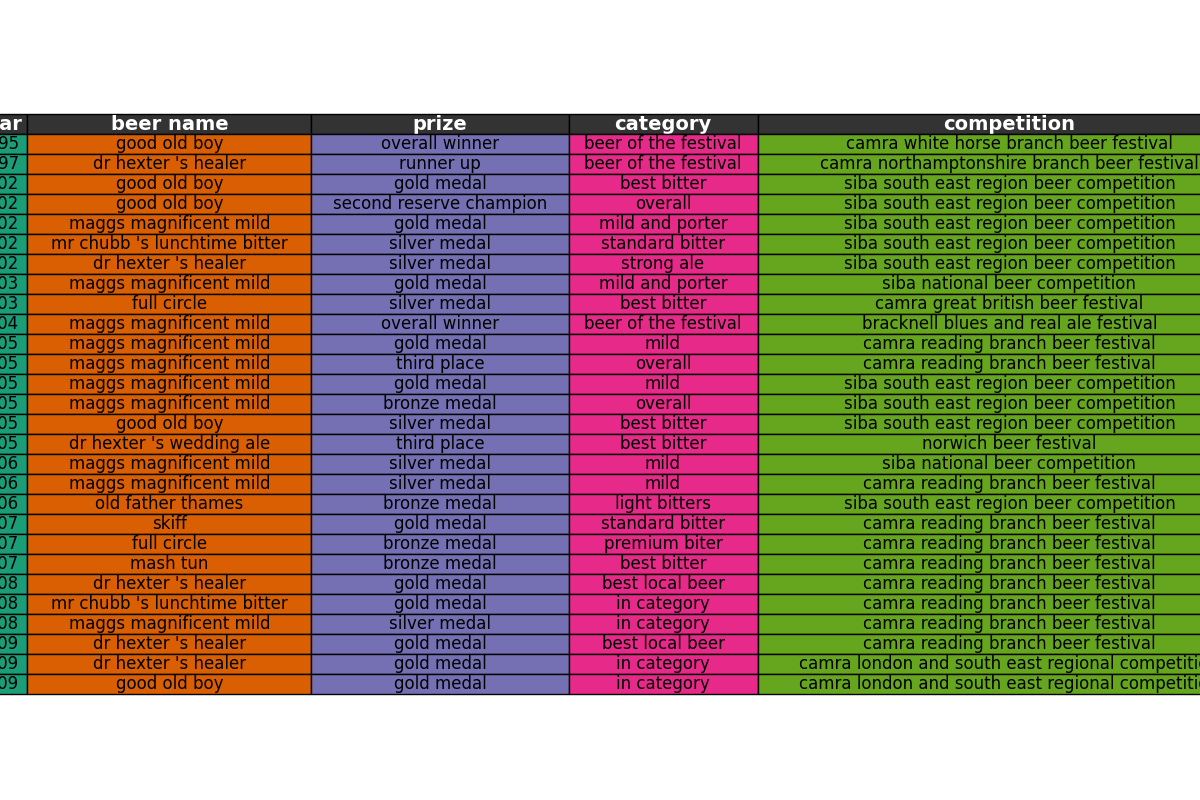 ar beer name prize category competition
95 good old boy overall winner beer of the festival camra white horse branch beer festival
97 dr hexter 's healer runner up beer of the festival camra northamptonshire branch beer festival
02 good old boy gold medal best bitter siba south east region beer competition
02 good old boy second reserve champion overall siba south east region beer competition
02 maggs magnificent mild gold medal mild and porter siba south east region beer competition
02 mr chubb 's lunchtime bitter silver medal standard bitter siba south east region beer competition
02 dr hexter 's healer silver medal strong ale siba south east region beer competition
03 maggs magnificent mild gold medal mild and porter siba national beer competition
03 full circle silver medal best bitter camra great british beer festival
04 maggs magnificent mild overall winner beer of the festival bracknell blues and real ale festival
05 maggs magnificent mild gold medal mild camra reading branch beer festival
05 maggs magnificent mild third place overall camra reading branch beer festival
05 maggs magnificent mild gold medal mild siba south east region beer competition
05 maggs magnificent mild bronze medal overall siba south east region beer competition
05 good old boy silver medal best bitter siba south east region beer competition
05 dr hexter 's wedding ale third place best bitter norwich beer festival
06 maggs magnificent mild silver medal mild siba national beer competition
06 maggs magnificent mild silver medal mild camra reading branch beer festival
06 old father thames bronze medal light bitters siba south east region beer competition
07 skiff gold medal standard bitter camra reading branch beer festival
07 full circle bronze medal premium biter camra reading branch beer festival
07 mash tun bronze medal best bitter camra reading branch beer festival
08 dr hexter 's healer gold medal best local beer camra reading branch beer festival
08 mr chubb 's lunchtime bitter gold medal in category camra reading branch beer festival
08 maggs magnificent mild silver medal in category camra reading branch beer festival
09 dr hexter 's healer gold medal best local beer camra reading branch beer festival
09 dr hexter 's healer gold medal in category camra london and south east regional competiti
09 good old boy gold medal in category camra london and south east regional competiti